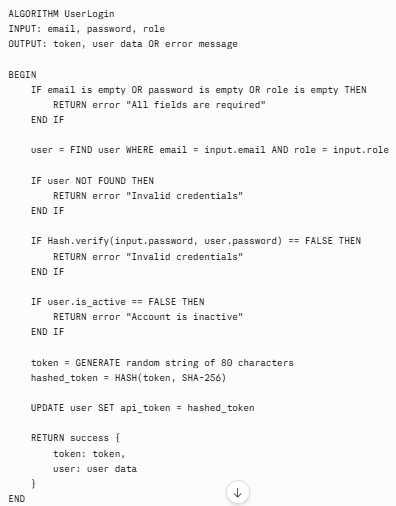 ALGORITHM UserLogin
INPUT: email, password, role
OUTPUT: token, user data OR error message

BEGIN
    IF email is empty OR password is empty OR role is empty THEN
        RETURN error "All fields are required"
    END IF

    user = FIND user WHERE email = input.email AND role = input.role

    IF user NOT FOUND THEN
        RETURN error "Invalid credentials"
    END IF

    IF Hash.verify(input.password, user.password) == FALSE THEN
        RETURN error "Invalid credentials"
    END IF

    IF user.is_active == FALSE THEN
        RETURN error "Account is inactive"
    END IF

    token = GENERATE random string of 80 characters
    hashed_token = HASH(token, SHA-256)

    UPDATE user SET api_token = hashed_token

    RETURN success {
        token: token,
        user: user data
    }
END